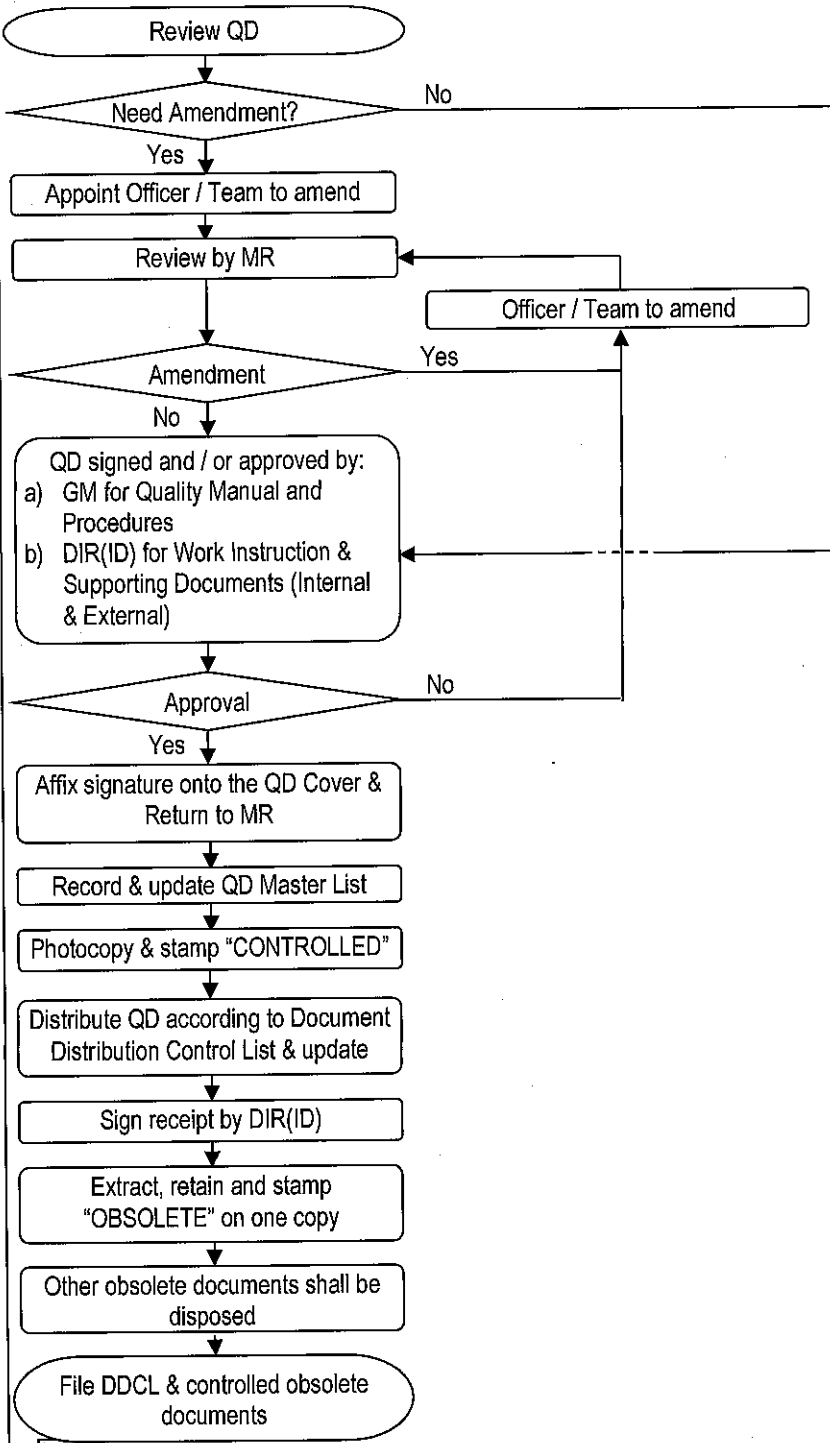 Review QD
Need Amendment?
No
Yes
Appoint Officer / Team to amend
Review by MR
Officer / Team to amend
Amendment
Yes
No
QD signed and / or approved by:
a) GM for Quality Manual and
Procedures
b) DIR(ID) for Work Instruction &
Supporting Documents (Internal
& External)
Approval
No
Yes
Affix signature onto the QD Cover &
Return to MR
Record & update QD Master List
Photocopy & stamp “CONTROLLED”
Distribute QD according to Document
Distribution Control List & update
Sign receipt by DIR(ID)
Extract, retain and stamp
“OBSOLETE” on one copy
Other obsolete documents shall be
disposed
File DDCL & controlled obsolete
documents